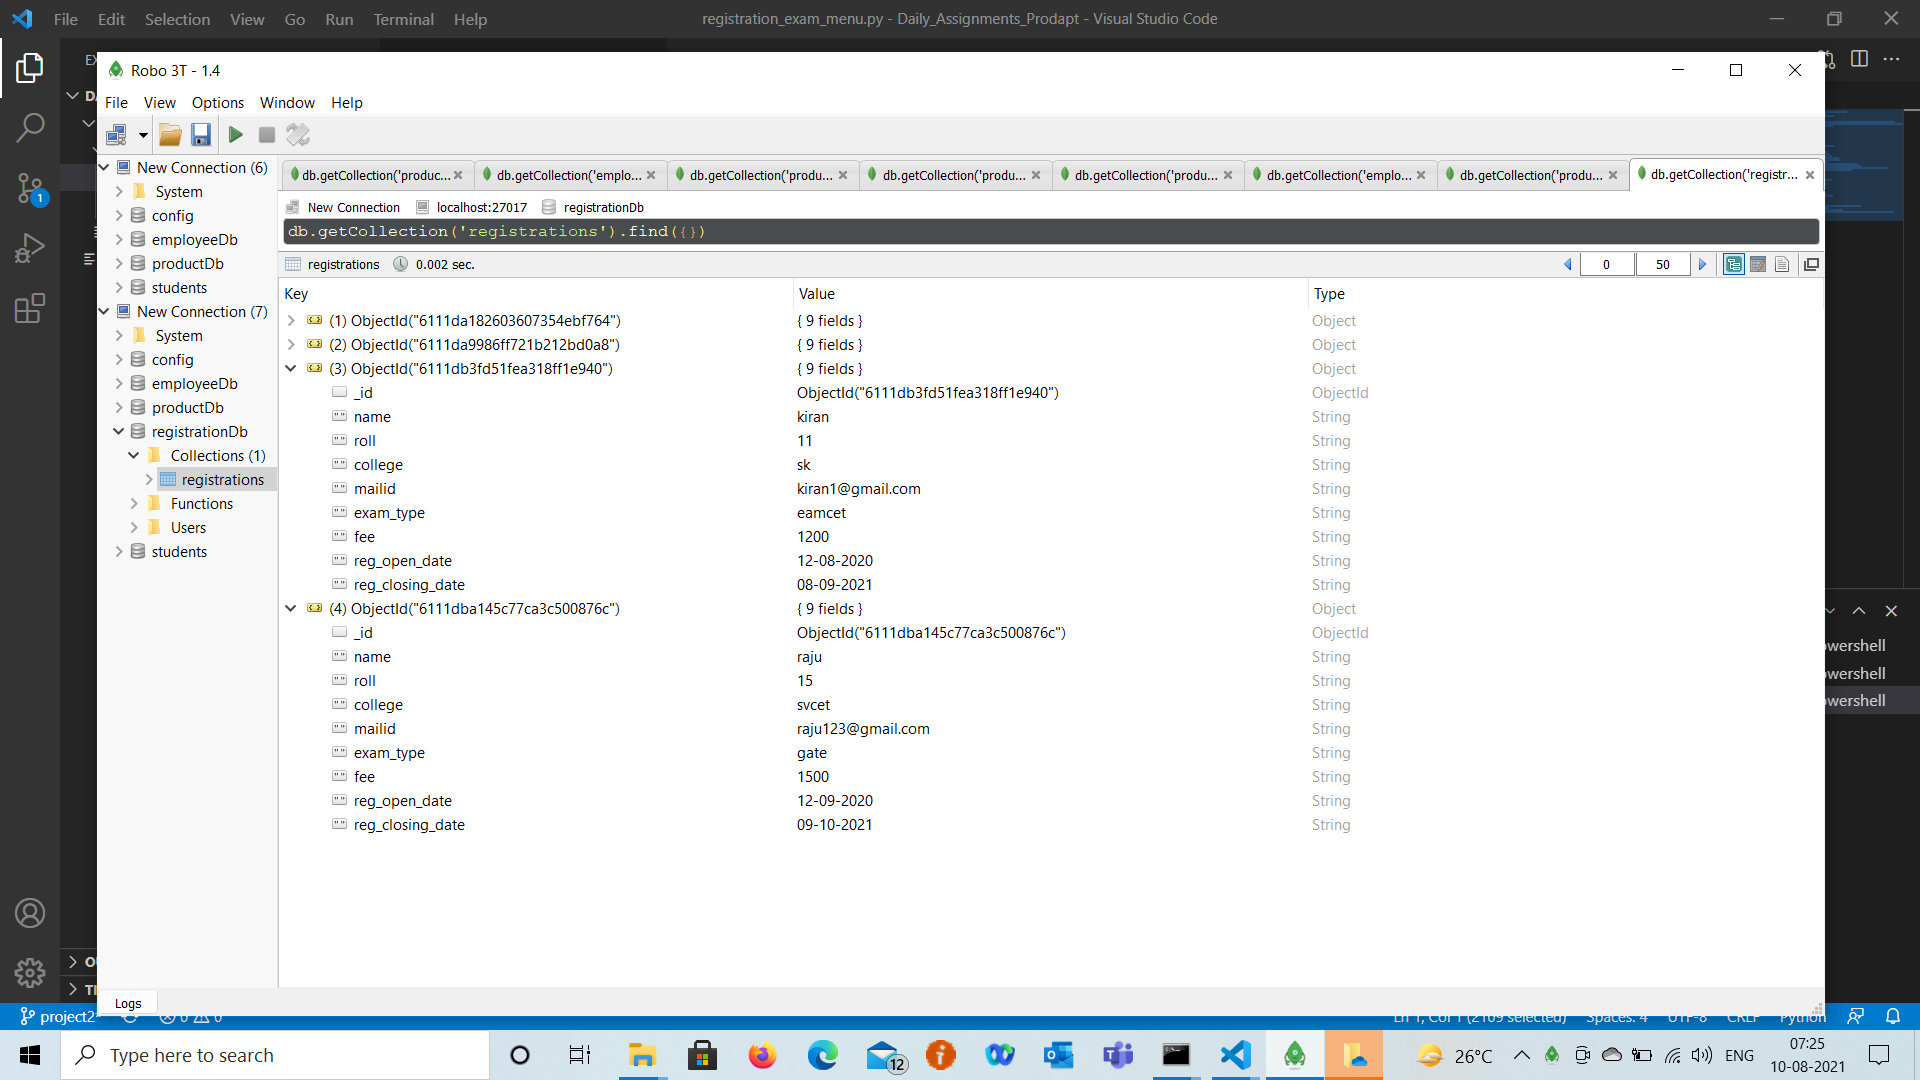 File Edit Selection View Go Run Terminal Help
registration_exam_menu.py - Daily_Assignments_Prodapt - Visual Studio Code
Robo 3T - 1.4
File View Options Window Help
New Connection (6)
System
config
employeeDb
productDb
students
New Connection (7)
System
config
employeeDb
productDb
registrationDb
Collections (1)
registrations
Functions
Users
students
db.getCollection('produc... db.getCollection('emplo... db.getCollection('produ... db.getCollection('produ... db.getCollection('produ... db.getCollection('emplo... db.getCollection('produ... db.getCollection('registr...
New Connection localhost:27017 registrationDb
db.getCollection('registrations').find({})
registrations 0.002 sec. 0 50
Key Value Type
(1) ObjectId("6111da182603607354ebf764") { 9 fields } Object
(2) ObjectId("6111da9986ff721b212bd0a8") { 9 fields } Object
(3) ObjectId("6111db3fd51fea318ff1e940") { 9 fields } Object
_id ObjectId("6111db3fd51fea318ff1e940") ObjectId
name kiran String
roll 11 String
college sk String
mailid kiran1@gmail.com String
exam_type eamcet String
fee 1200 String
reg_open_date 12-08-2020 String
reg_closing_date 08-09-2021 String
(4) ObjectId("6111dba145c77ca3c500876c") { 9 fields } Object
_id ObjectId("6111dba145c77ca3c500876c") ObjectId
name raju String
roll 15 String
college svcet String
mailid raju123@gmail.com String
exam_type gate String
fee 1500 String
reg_open_date 12-09-2020 String
reg_closing_date 09-10-2021 String
owershell
owershell
owershell
1
Logs
project2* 0 0 Ln 1, Col 1 (2169 selected) Spaces: 4 UTF-8 CRLF Python
Type here to search
12
26°C ENG
07:25
10-08-2021